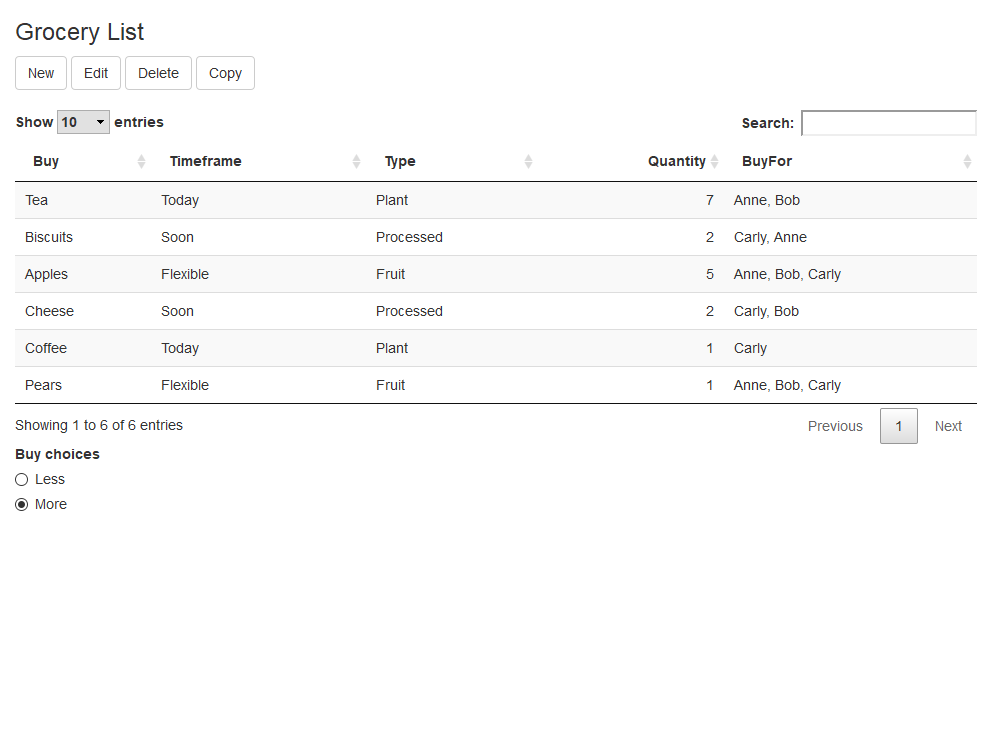 Grocery List
New Edit Delete Copy
Show 10 entries Search:
Buy Timeframe Type Quantity BuyFor
Tea Today Plant 7 Anne, Bob
Biscuits Soon Processed 2 Carly, Anne
Apples Flexible Fruit 5 Anne, Bob, Carly
Cheese Soon Processed 2 Carly, Bob
Coffee Today Plant 1 Carly
Pears Flexible Fruit 1 Anne, Bob, Carly
Showing 1 to 6 of 6 entries Previous 1 Next
Buy choices
Less
More